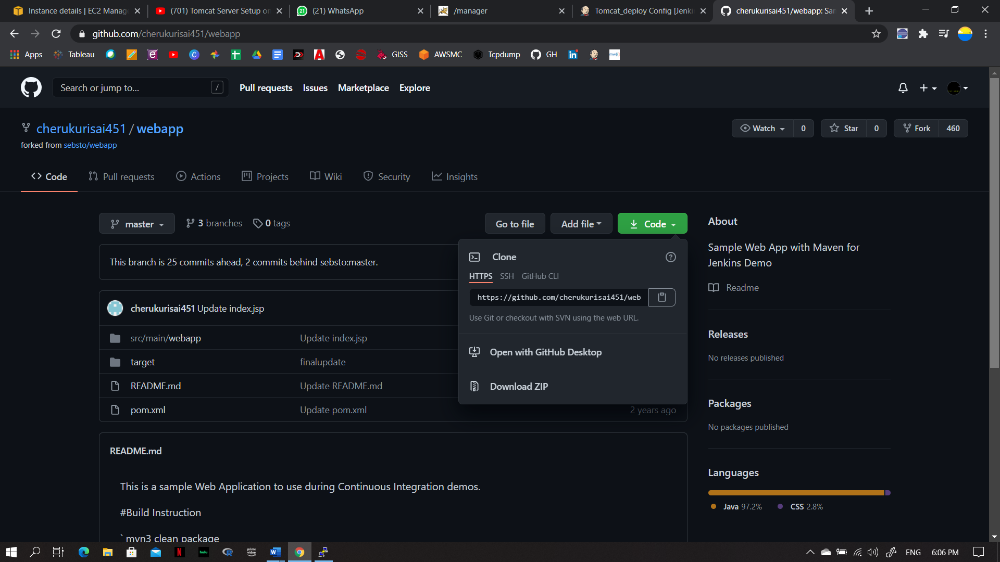 Instance details | EC2 Manage
(701) Tomcat Server Setup on
(21) WhatsApp
/manager
Tomcat_deploy Config [Jenki
cherukurisai451/webapp: San
github.com/cherukurisai451/webapp
Apps
Tableau
GISS
AWSMC
Tcpdump
GH
Search or jump to...
/
Pull requests
Issues
Marketplace
Explore
cherukurisai451 / webapp
forked from sebsto/webapp
Watch 0
Star 0
Fork 460
Code
Pull requests
Actions
Projects
Wiki
Security
Insights
master
3 branches
0 tags
Go to file
Add file
Code
This branch is 25 commits ahead, 2 commits behind sebsto:master.
cherukurisai451 Update index.jsp
src/main/webapp Update index.jsp
target finalupdate
README.md Update README.md
pom.xml Update pom.xml 2 years ago
Clone
HTTPS SSH GitHub CLI
https://github.com/cherukurisai451/web
Use Git or checkout with SVN using the web URL.
Open with GitHub Desktop
Download ZIP
README.md
This is a sample Web Application to use during Continuous Integration demos.
#Build Instruction
` mvn3 clean package
About
Sample Web App with Maven for
Jenkins Demo
Readme
Releases
No releases published
Packages
No packages published
Languages
Java 97.2%
CSS 2.8%
hulu
prime video
ENG
6:06 PM